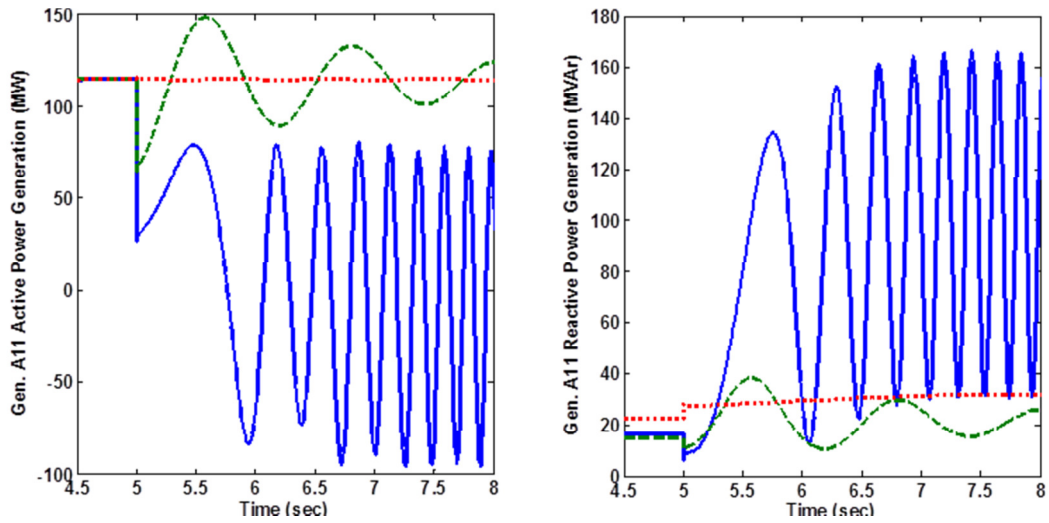 Gen. A11 Active Power Generation (MW)
150
100
50
0
-50
-100
4.5 5 5.5 6 6.5 7 7.5 8
Time (sec)
Gen. A11 Reactive Power Generation (MVAr)
180
160
140
120
100
80
60
40
20
0
4.5 5 5.5 6 6.5 7 7.5 8
Time (sec)